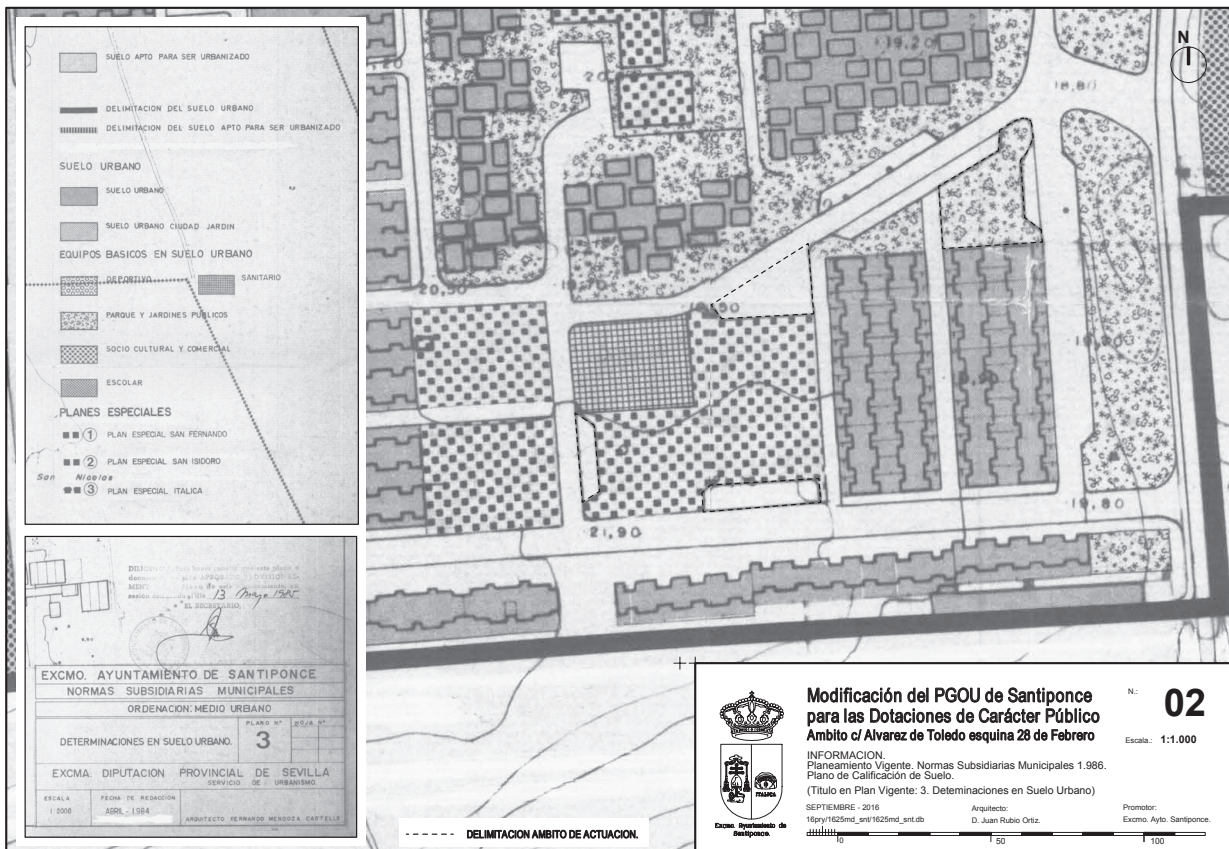 SUELO APTO PARA SER URBANIZADO
DELIMITACION DEL SUELO URBANO
DELIMITACION DEL SUELO APTO PARA SER URBANIZADO
SUELO URBANO
SUELO URBANO
SUELO URBANO CIUDAD JARDIN
EQUIPOS BASICOS EN SUELO URBANO
DEPORTIVO
SANITARIO
PARQUE Y JARDINES PUBLICOS
SOCIO CULTURAL Y COMERCIAL
ESCOLAR
PLANES ESPECIALES
1 PLAN ESPECIAL SAN FERNANDO
2 PLAN ESPECIAL SAN ISIDORO
San Nicolas
3 PLAN ESPECIAL ITALICA
13 Mayo 1985
EL SECRETARIO,
EXCMO. AYUNTAMIENTO DE SANTIPONCE
NORMAS SUBSIDIARIAS MUNICIPALES
ORDENACION: MEDIO URBANO
DETERMINACIONES EN SUELO URBANO.
PLANO Nº
3
HOJA Nº
EXCMA. DIPUTACION PROVINCIAL DE SEVILLA
SERVICIO DE URBANISMO
ESCALA
1:2000
FECHA DE REDACCION
ABRIL - 1984
ARQUITECTO FERNANDO MENDOZA CASTELLS
N
19,20
18,80
20,50
19,80
21,90
DELIMITACION AMBITO DE ACTUACION.
Excmo. Ayuntamiento de
Santiponce.
ITALICA
Modificación del PGOU de Santiponce
para las Dotaciones de Carácter Público
Ambito c/ Alvarez de Toledo esquina 28 de Febrero
INFORMACION.
Planeamiento Vigente. Normas Subsidiarias Municipales 1.986.
Plano de Calificación de Suelo.
(Titulo en Plan Vigente: 3. Deteminaciones en Suelo Urbano)
SEPTIEMBRE - 2016
16pry/1625md_snt/1625md_snt.db
Arquitecto:
D. Juan Rubio Ortiz.
Promotor:
Excmo. Ayto. Santiponce.
N.:
02
Escala.: 1:1.000
0 50 100